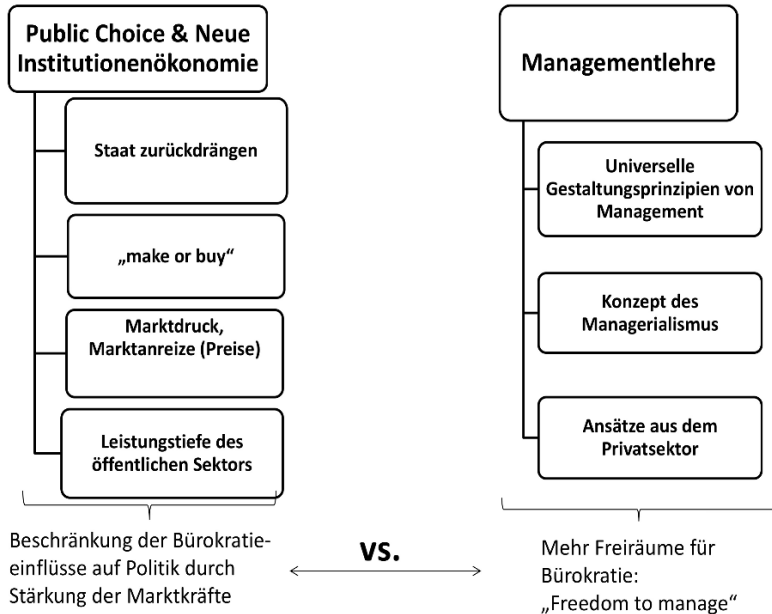 Public Choice & Neue
Institutionenökonomie
Staat zurückdrängen
„make or buy“
Marktdruck,
Marktanreize (Preise)
Leistungstiefe des
öffentlichen Sektors
Beschränkung der Bürokratie-
einflüsse auf Politik durch
Stärkung der Marktkräfte
vs.
Managementlehre
Universelle
Gestaltungsprinzipien von
Management
Konzept des
Managerialismus
Ansätze aus dem
Privatsektor
Mehr Freiräume für
Bürokratie:
„Freedom to manage“